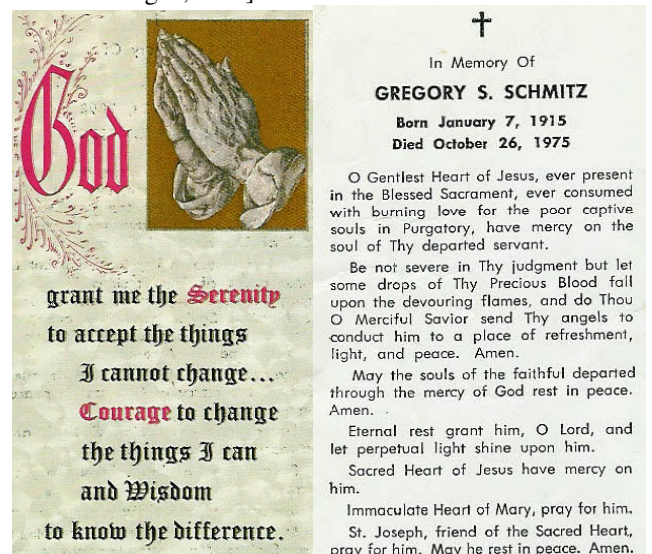 God
grant me the Serenity
to accept the things
I cannot change...
Courage to change
the things I can
and Wisdom
to know the difference.
In Memory Of
GREGORY S. SCHMITZ
Born January 7, 1915
Died October 26, 1975
O Gentlest Heart of Jesus, ever present
in the Blessed Sacrament, ever consumed
with burning love for the poor captive
souls in Purgatory, have mercy on the
soul of Thy departed servant.
Be not severe in Thy judgment but let
some drops of Thy Precious Blood fall
upon the devouring flames, and do Thou
O Merciful Savior send Thy angels to
conduct him to a place of refreshment,
light, and peace. Amen.
May the souls of the faithful departed
through the mercy of God rest in peace.
Amen.
Eternal rest grant him, O Lord, and
let perpetual light shine upon him.
Sacred Heart of Jesus have mercy on
him.
Immaculate Heart of Mary, pray for him.
St. Joseph, friend of the Sacred Heart,
pray for him. May he rest in peace. Amen.